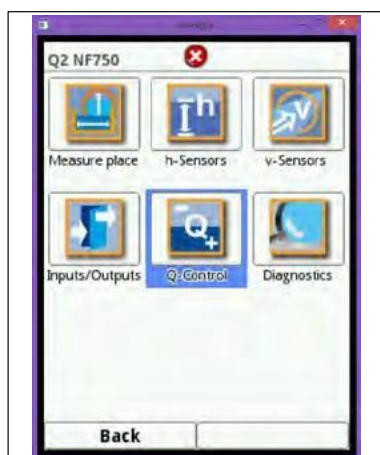 Q2 NF750
h
v
Measure place
h-Sensors
v-Sensors
Q
Inputs/Outputs
Q-Control
Diagnostics
Back